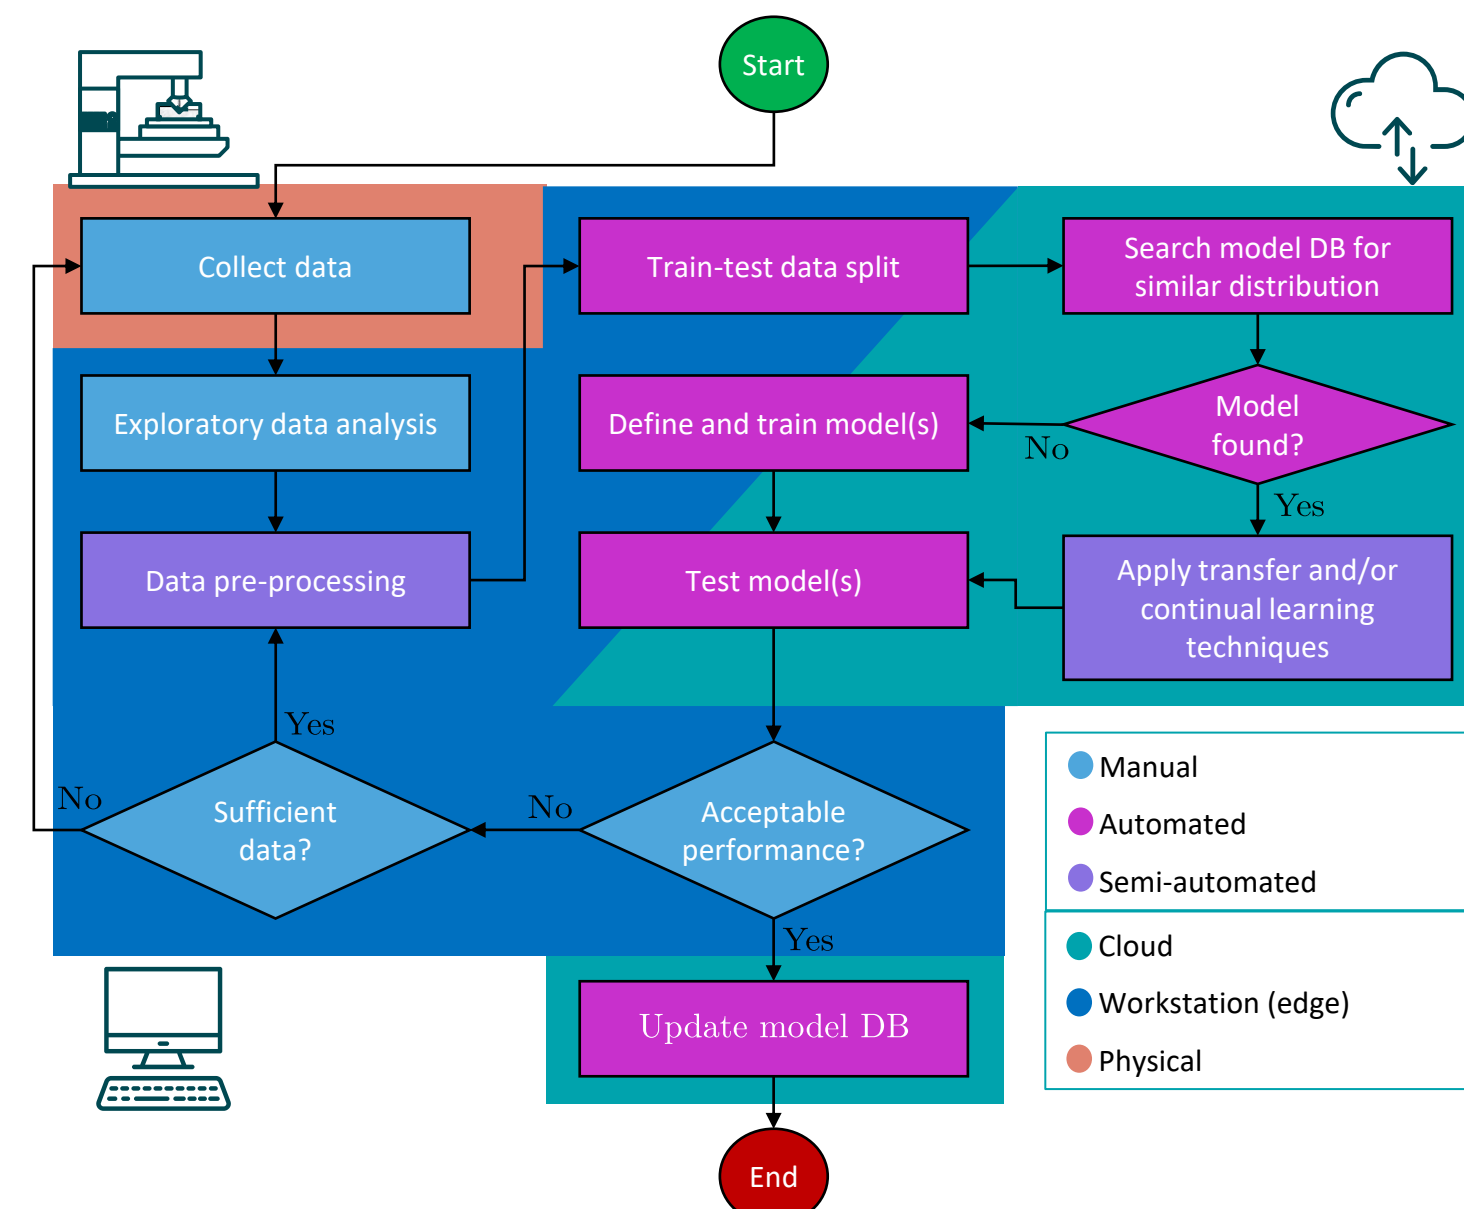 Start
Collect data
Train-test data split
Search model DB for
similar distribution
Exploratory data analysis
Define and train model(s)
No
Model
found?
Yes
Data pre-processing
Test model(s)
Apply transfer and/or
continual learning
techniques
Yes
No
Sufficient
data?
No
Acceptable
performance?
Yes
Update model DB
End
Manual
Automated
Semi-automated
Cloud
Workstation (edge)
Physical